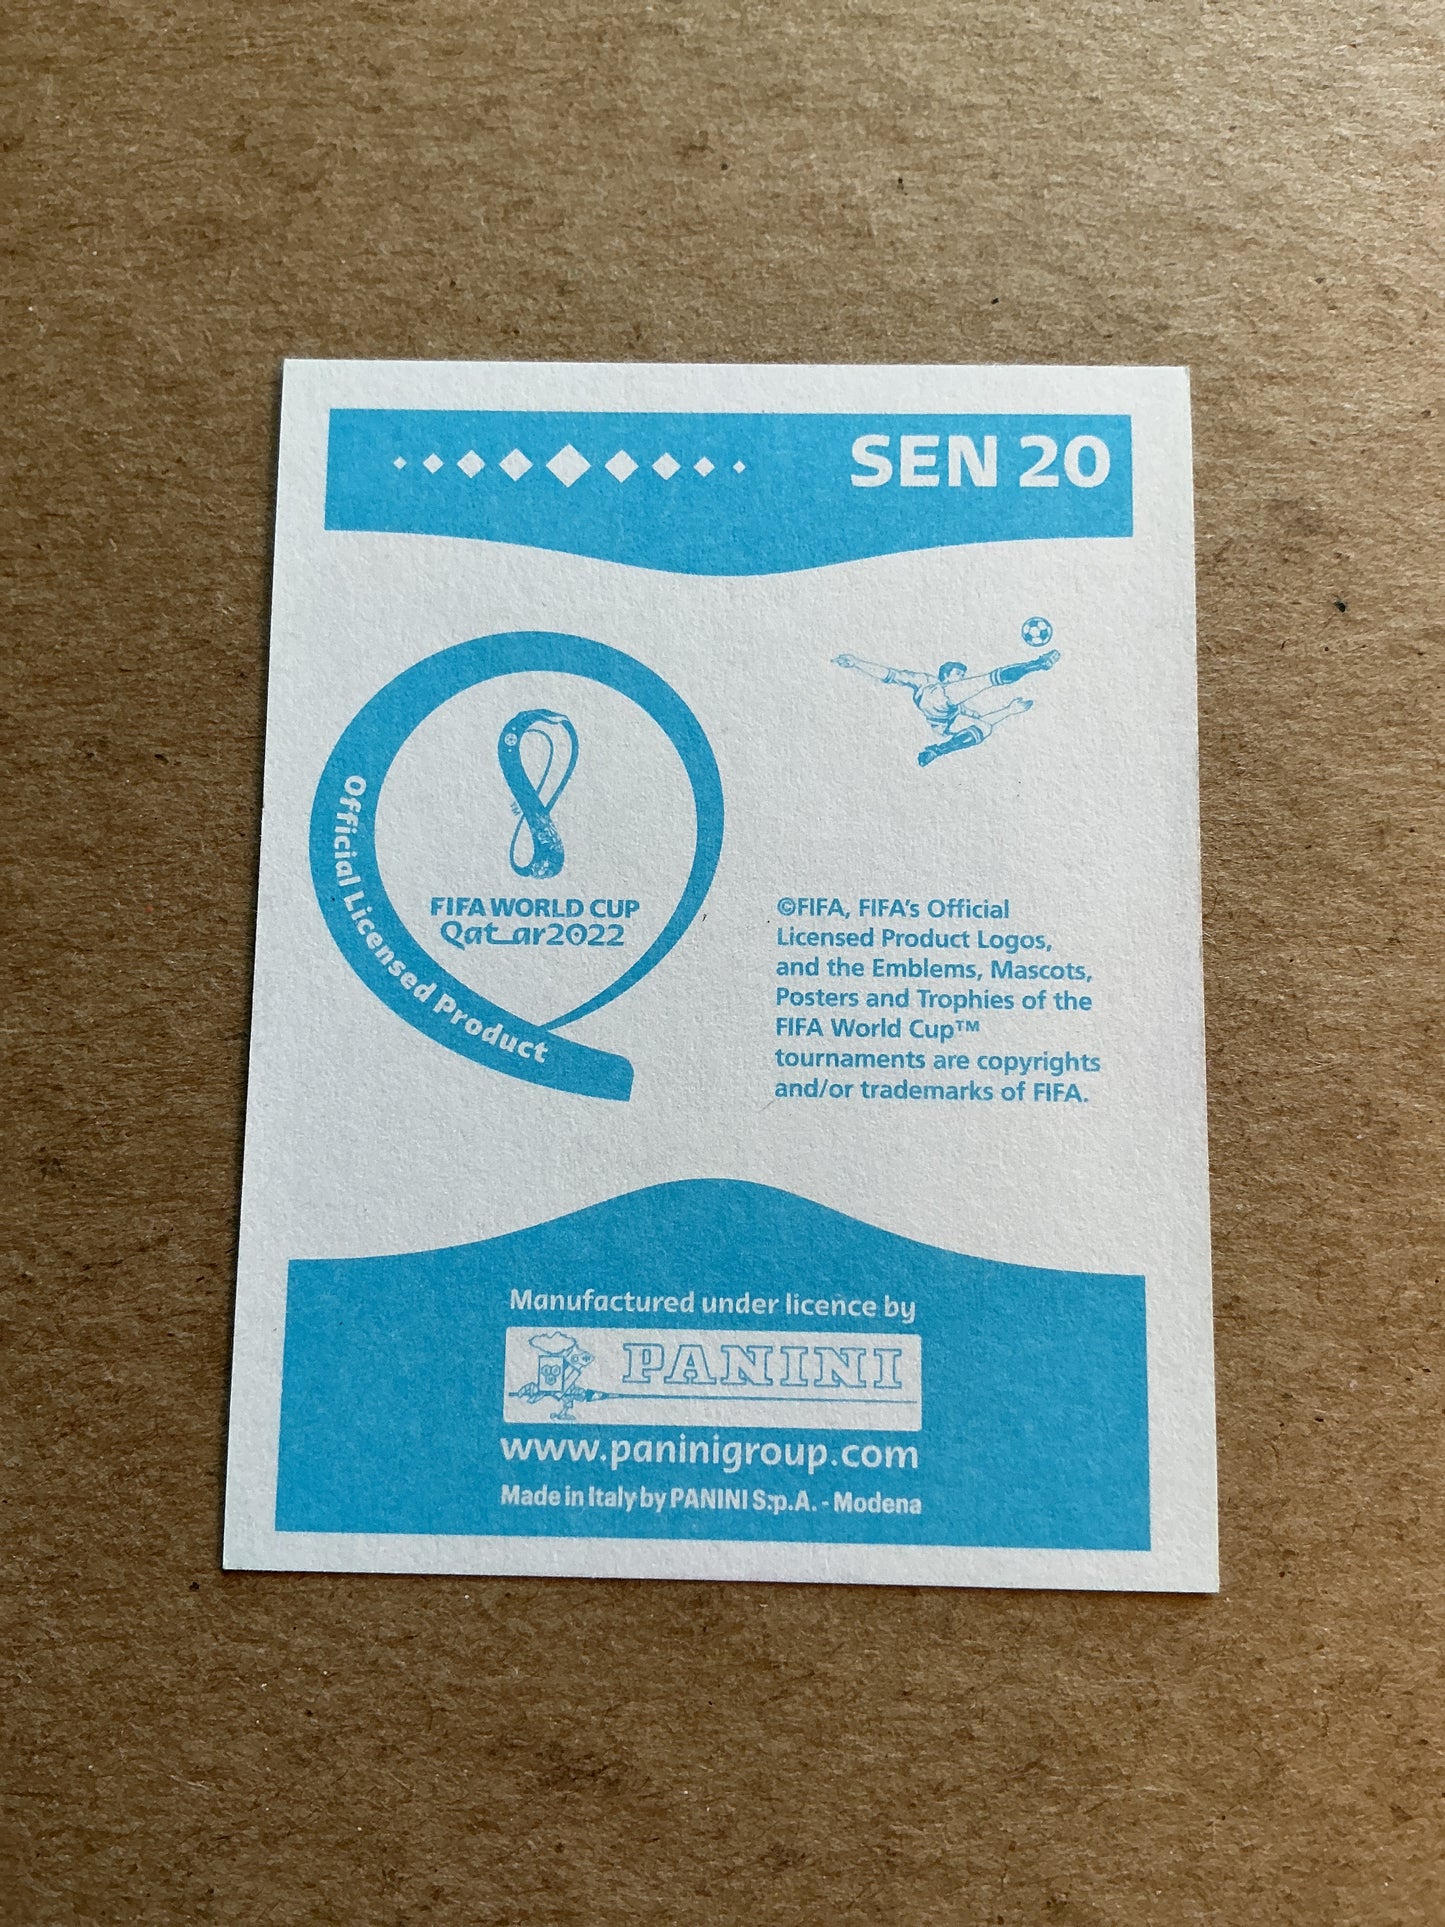 SEN 20
Official Licensed Product
TM
FIFA WORLD CUP
Qatar2022
©FIFA, FIFA's Official
Licensed Product Logos,
and the Emblems, Mascots,
Posters and Trophies of the
FIFA World Cup™
tournaments are copyrights
and/or trademarks of FIFA.
Manufactured under licence by
PANINI
www.paninigroup.com
Made in Italy by PANINI S.p.A. - Modena